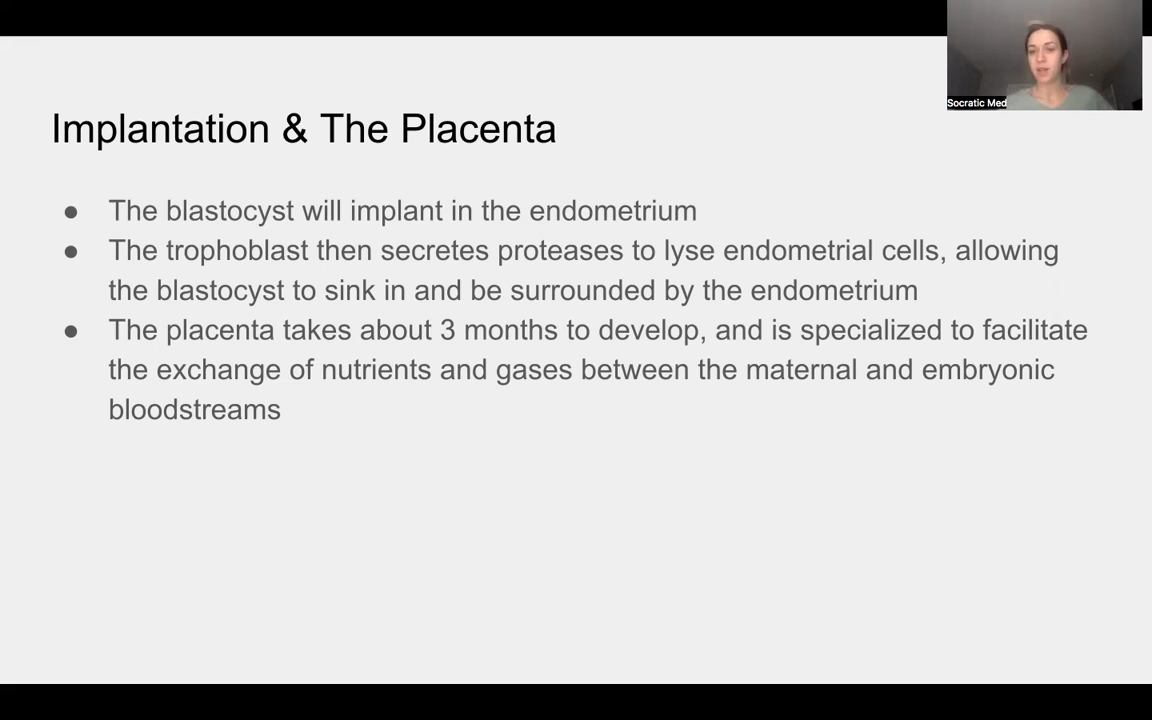 Socratic Med
Implantation & The Placenta
● The blastocyst will implant in the endometrium
● The trophoblast then secretes proteases to lyse endometrial cells, allowing
the blastocyst to sink in and be surrounded by the endometrium
● The placenta takes about 3 months to develop, and is specialized to facilitate
the exchange of nutrients and gases between the maternal and embryonic
bloodstreams